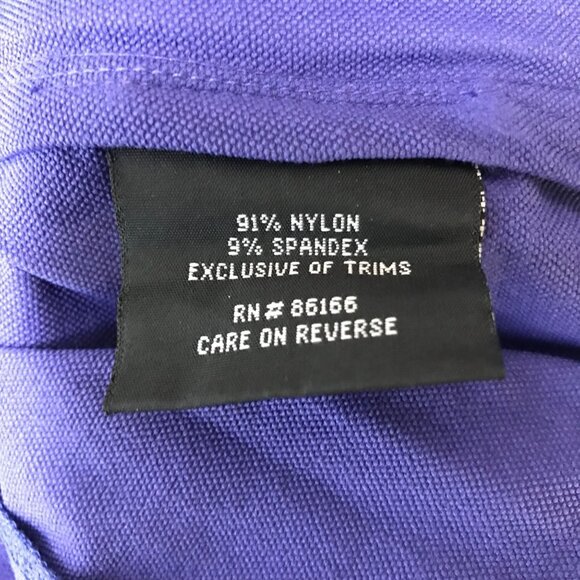 91% NYLON
9% SPANDEX
EXCLUSIVE OF TRIMS
RN# 86166
CARE ON REVERSE